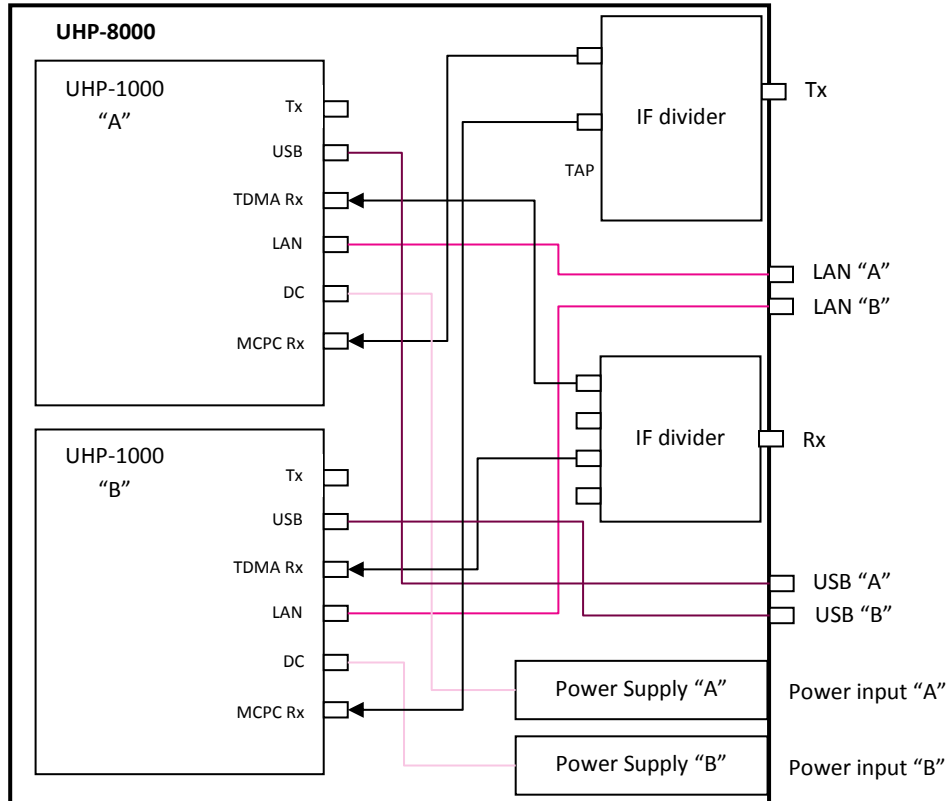 UHP-8000
UHP-1000
“A”
Tx
USB
TDMA Rx
LAN
DC
MCPC Rx
UHP-1000
“B”
Tx
USB
TDMA Rx
LAN
DC
MCPC Rx
IF divider
TAP
Tx
LAN “A”
LAN “B”
IF divider
Rx
USB “A”
USB “B”
Power Supply “A”
Power input “A”
Power Supply “B”
Power input “B”